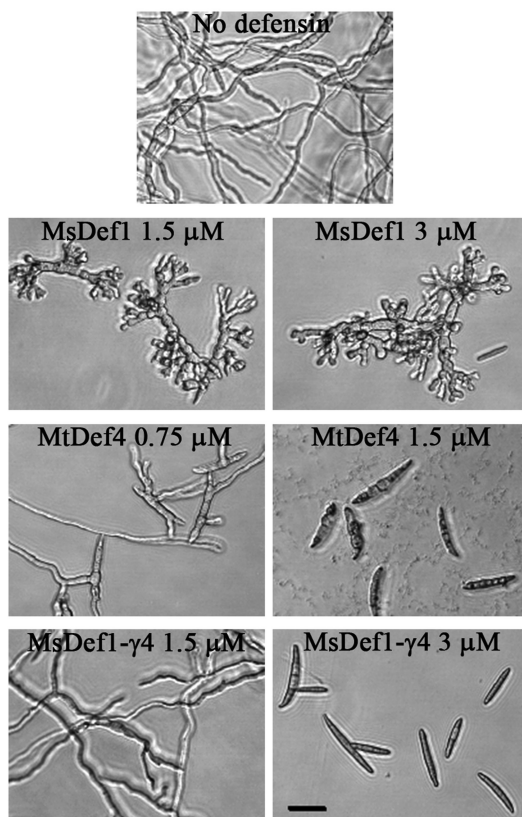 No defensin
MsDef1 1.5 μM
MsDef1 3 μM
MtDef4 0.75 μM
MtDef4 1.5 μM
MsDef1-γ4 1.5 μM
MsDef1-γ4 3 μM